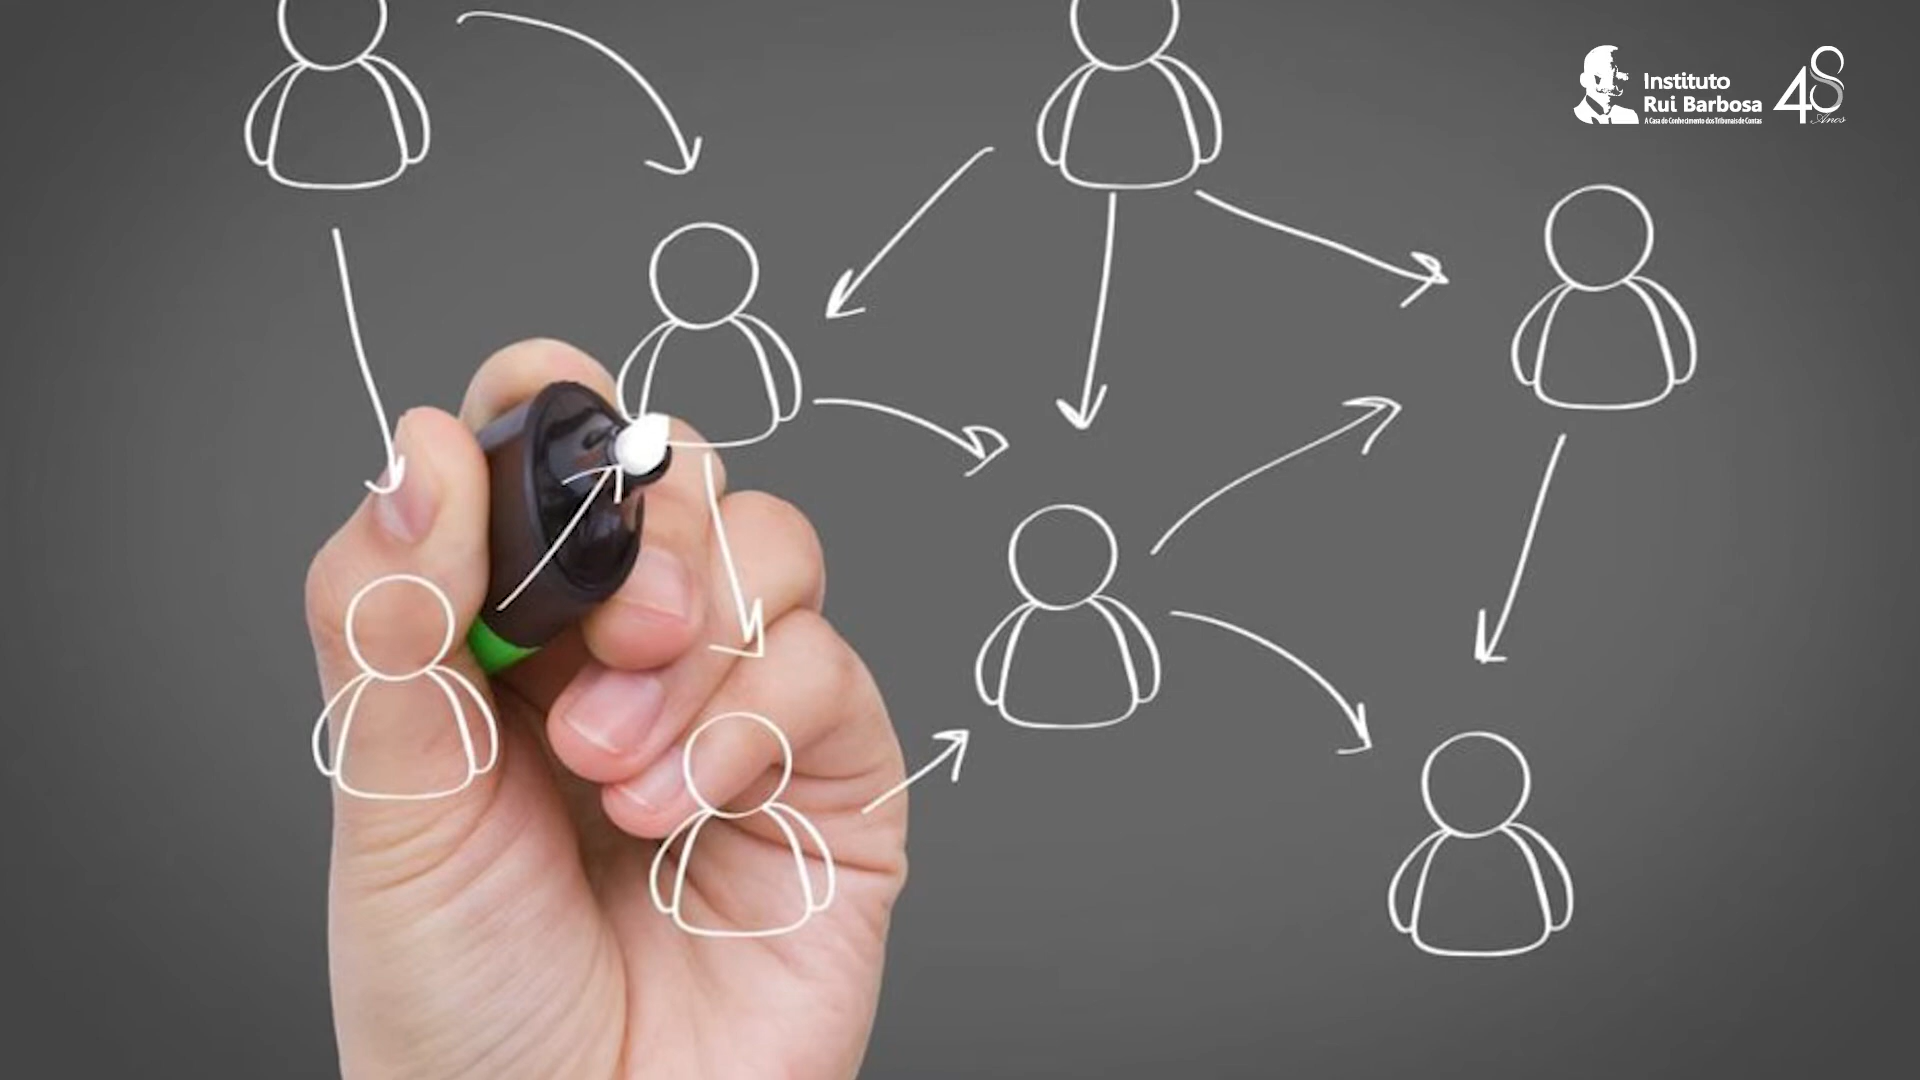 Instituto
Rui Barbosa
A Casa do Conhecimento dos Tribunais de Contas
48
Anos